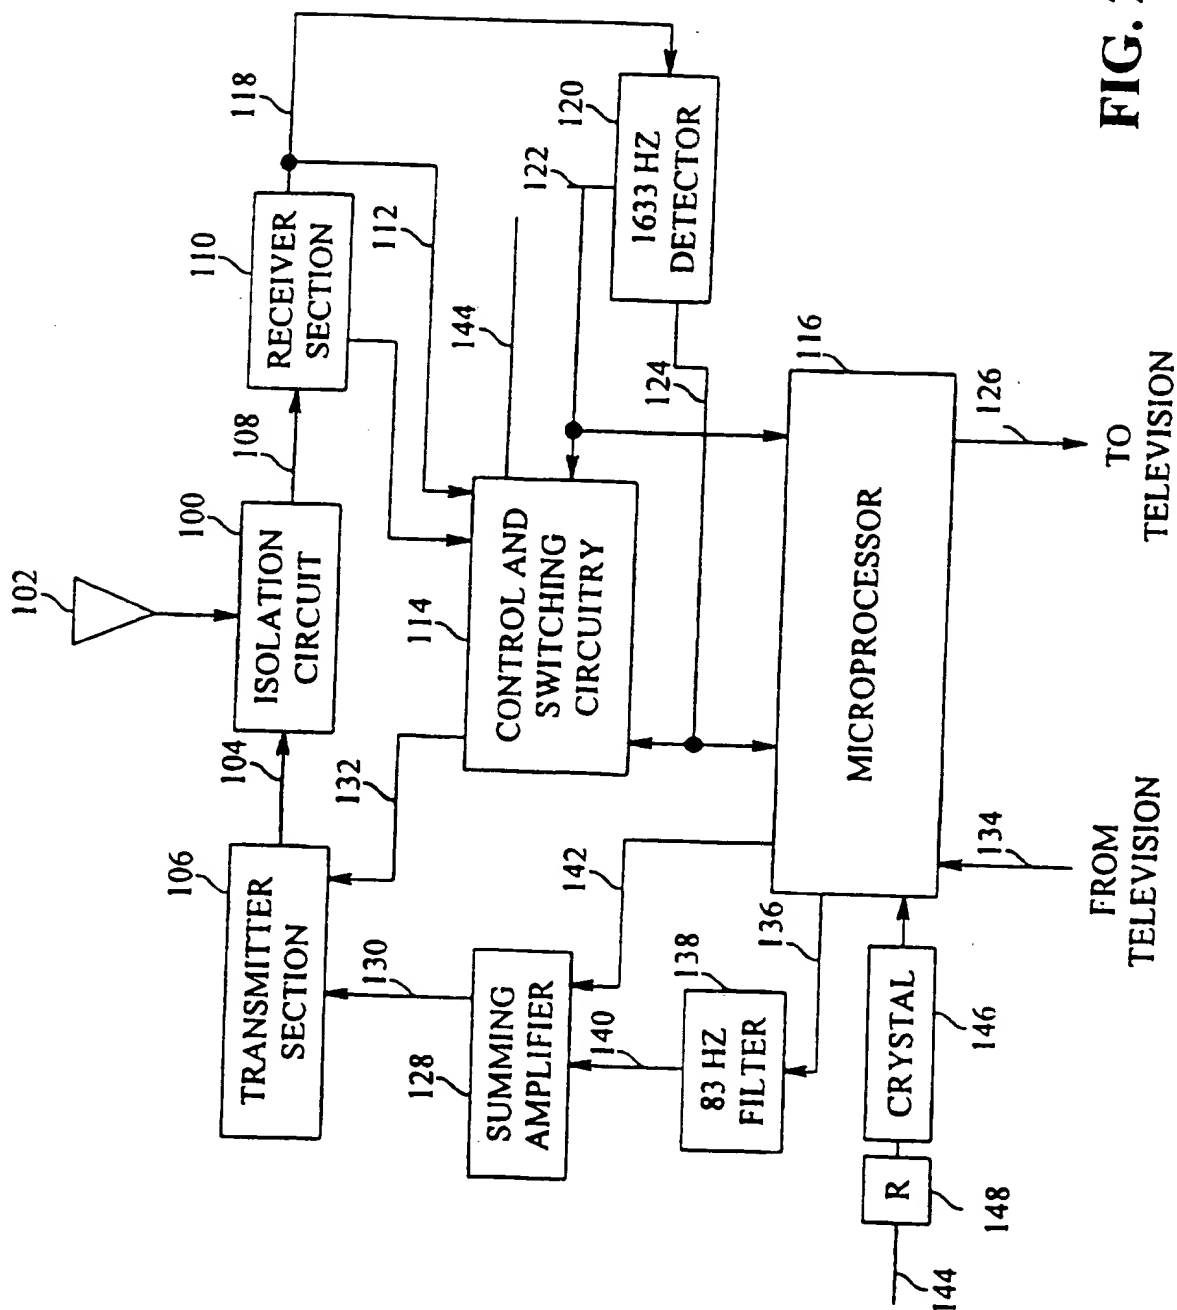 102
118
106
104
100
108
110
TRANSMITTER
SECTION
ISOLATION
CIRCUIT
RECEIVER
SECTION
120
132
112
122
1633 HZ
DETECTOR
130
114
144
128
SUMMING
AMPLIFIER
CONTROL AND
SWITCHING
CIRCUITRY
142
140
138
124
83 HZ
FILTER
136
116
MICROPROCESSOR
144
R
148
CRYSTAL
146
134
126
FROM
TELEVISION
TO
TELEVISION
FIG.